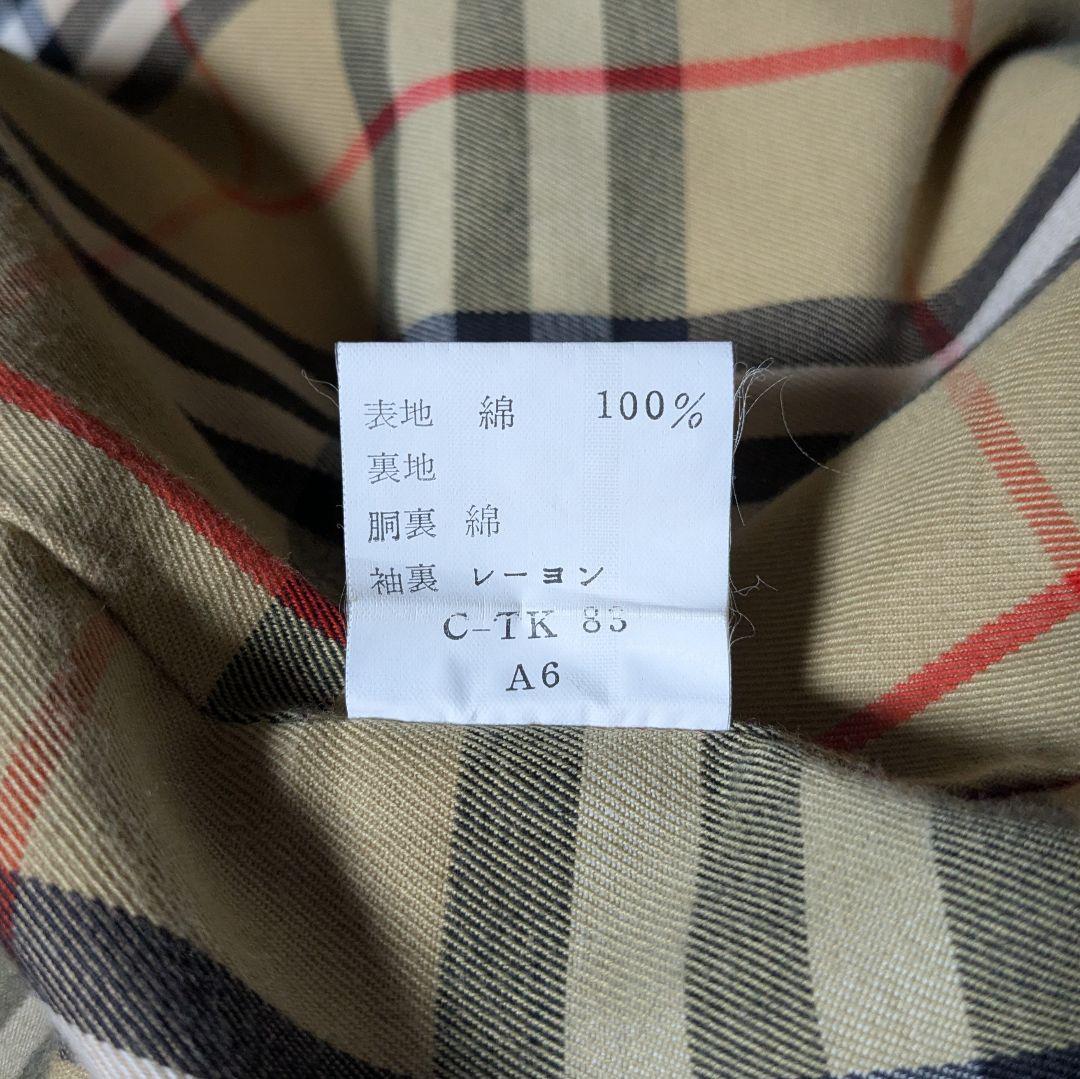 表地 綿 100%
裏地
胴裏 綿
袖裏 レーヨン
C-TK 83
A6